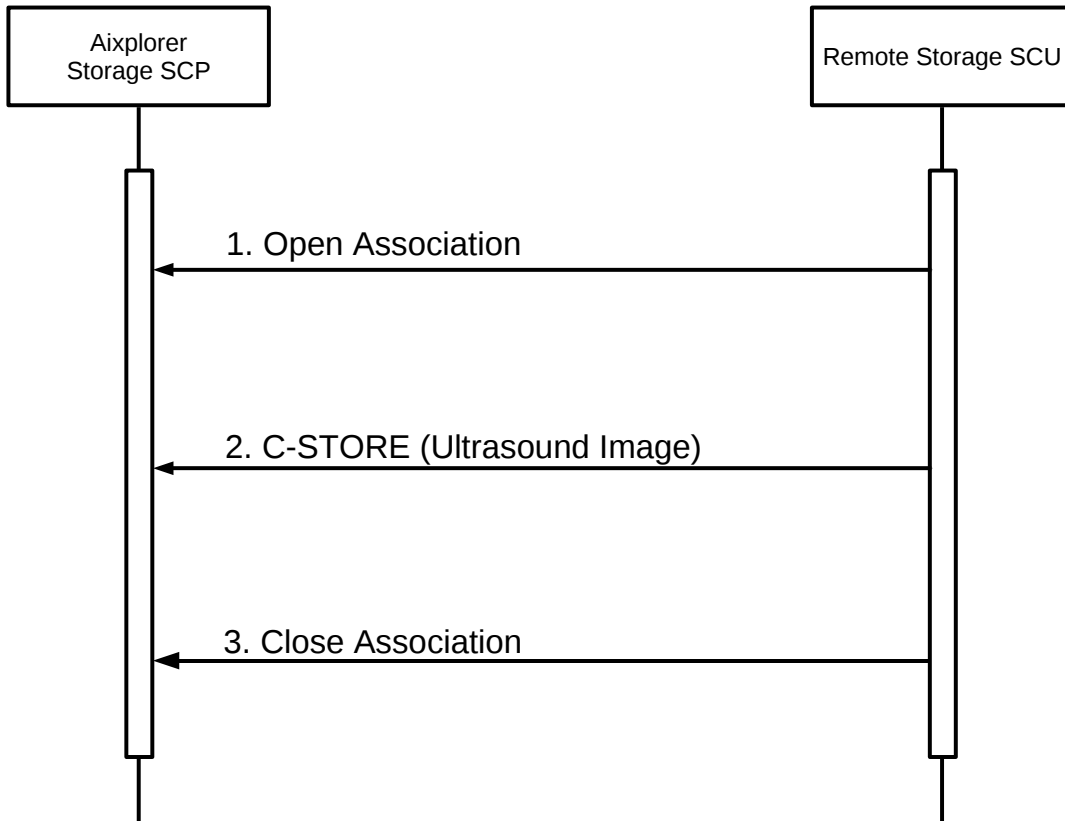 Aixplorer
Storage SCP
Remote Storage SCU
1. Open Association
2. C-STORE (Ultrasound Image)
3. Close Association